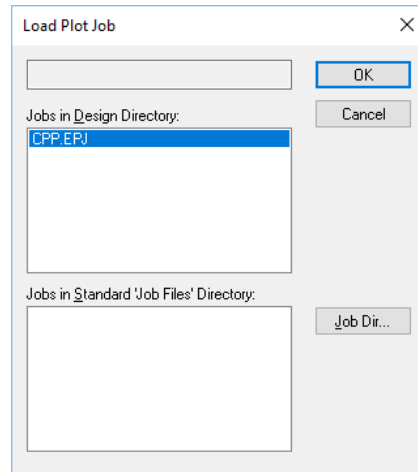 Load Plot Job
OK
Jobs in Design Directory:
Cancel
CPP.EPJ
Jobs in Standard 'Job Files' Directory:
Job Dir...